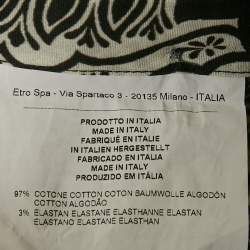 Etro Spa - Via Spartaco 3 - 20135 Milano - ITALIA
PRODOTTO IN ITALIA
MADE IN ITALY
FABRIQUÉ EN ITALIE
IN ITALIEN HERGESTELLT
FABRICADO EN ITALIA
MADE IN ITALY
PRODUZIDO EM ITÁLIA
97% COTONE COTTON COTON BAUMWOLLE ALGODÓN
COTTON ALGODÃO
3% ELASTAN ELASTANE ELASTHANNE ELASTAN
ELASTANO ELASTANE ELASTHAN